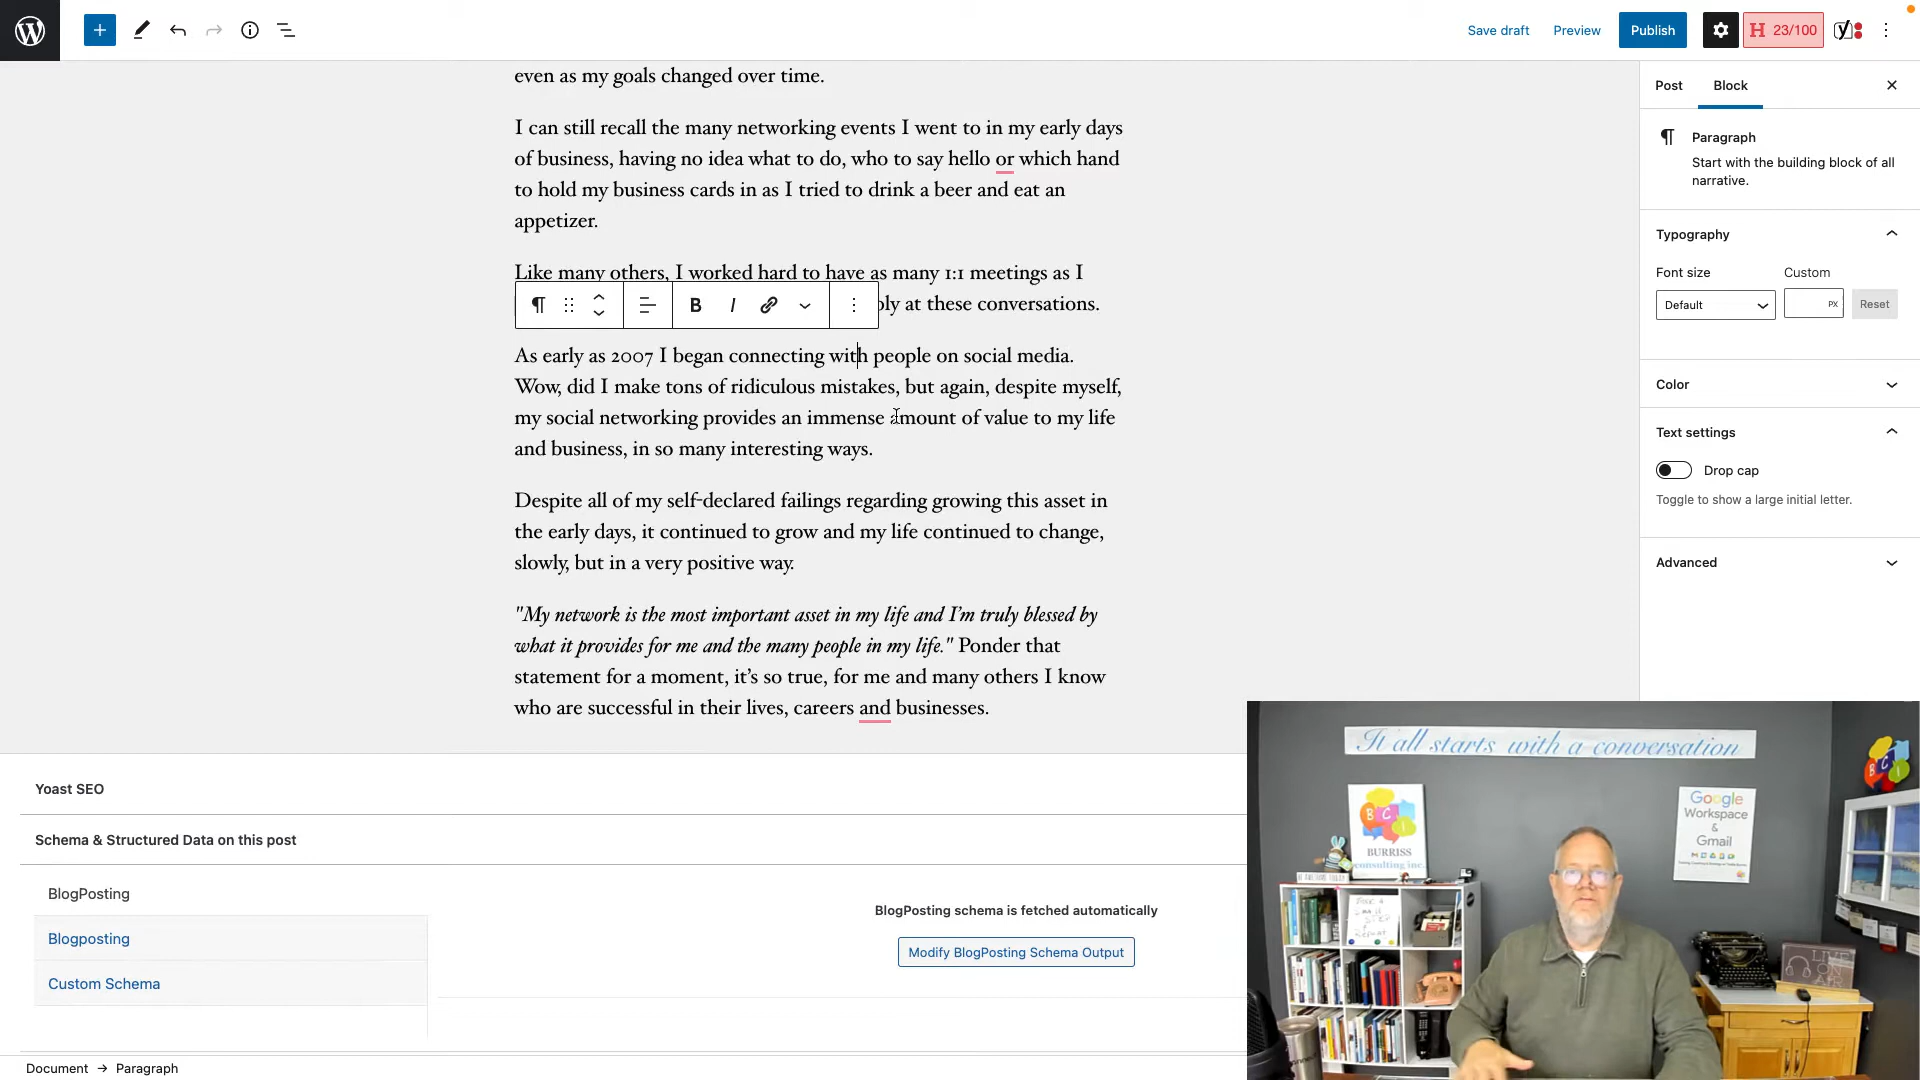 Save draft
Preview
Publish
H 23/100
even as my goals changed over time.
I can still recall the many networking events I went to in my early days
of business, having no idea what to do, who to say hello or which hand
to hold my business cards in as I tried to drink a beer and eat an
appetizer.
Like many others, I worked hard to have as many 1:1 meetings as I
bly at these conversations.
B I
As early as 2007 I began connecting with people on social media.
Wow, did I make tons of ridiculous mistakes, but again, despite myself,
my social networking provides an immense amount of value to my life
and business, in so many interesting ways.
Despite all of my self-declared failings regarding growing this asset in
the early days, it continued to grow and my life continued to change,
slowly, but in a very positive way.
"My network is the most important asset in my life and I'm truly blessed by
what it provides for me and the many people in my life." Ponder that
statement for a moment, it's so true, for me and many others I know
who are successful in their lives, careers and businesses.
Post
Block
Paragraph
Start with the building block of all
narrative.
Typography
Font size
Custom
Default
PX
Reset
Color
Text settings
Drop cap
Toggle to show a large initial letter.
Advanced
Yoast SEO
Schema & Structured Data on this post
BlogPosting
Blogposting
Custom Schema
BlogPosting schema is fetched automatically
Modify BlogPosting Schema Output
Document → Paragraph
It all starts with a conversation
B C I
BURRISS
consulting inc.
Google
Workspace
&
Gmail
B C I
LIVE
ON AIR